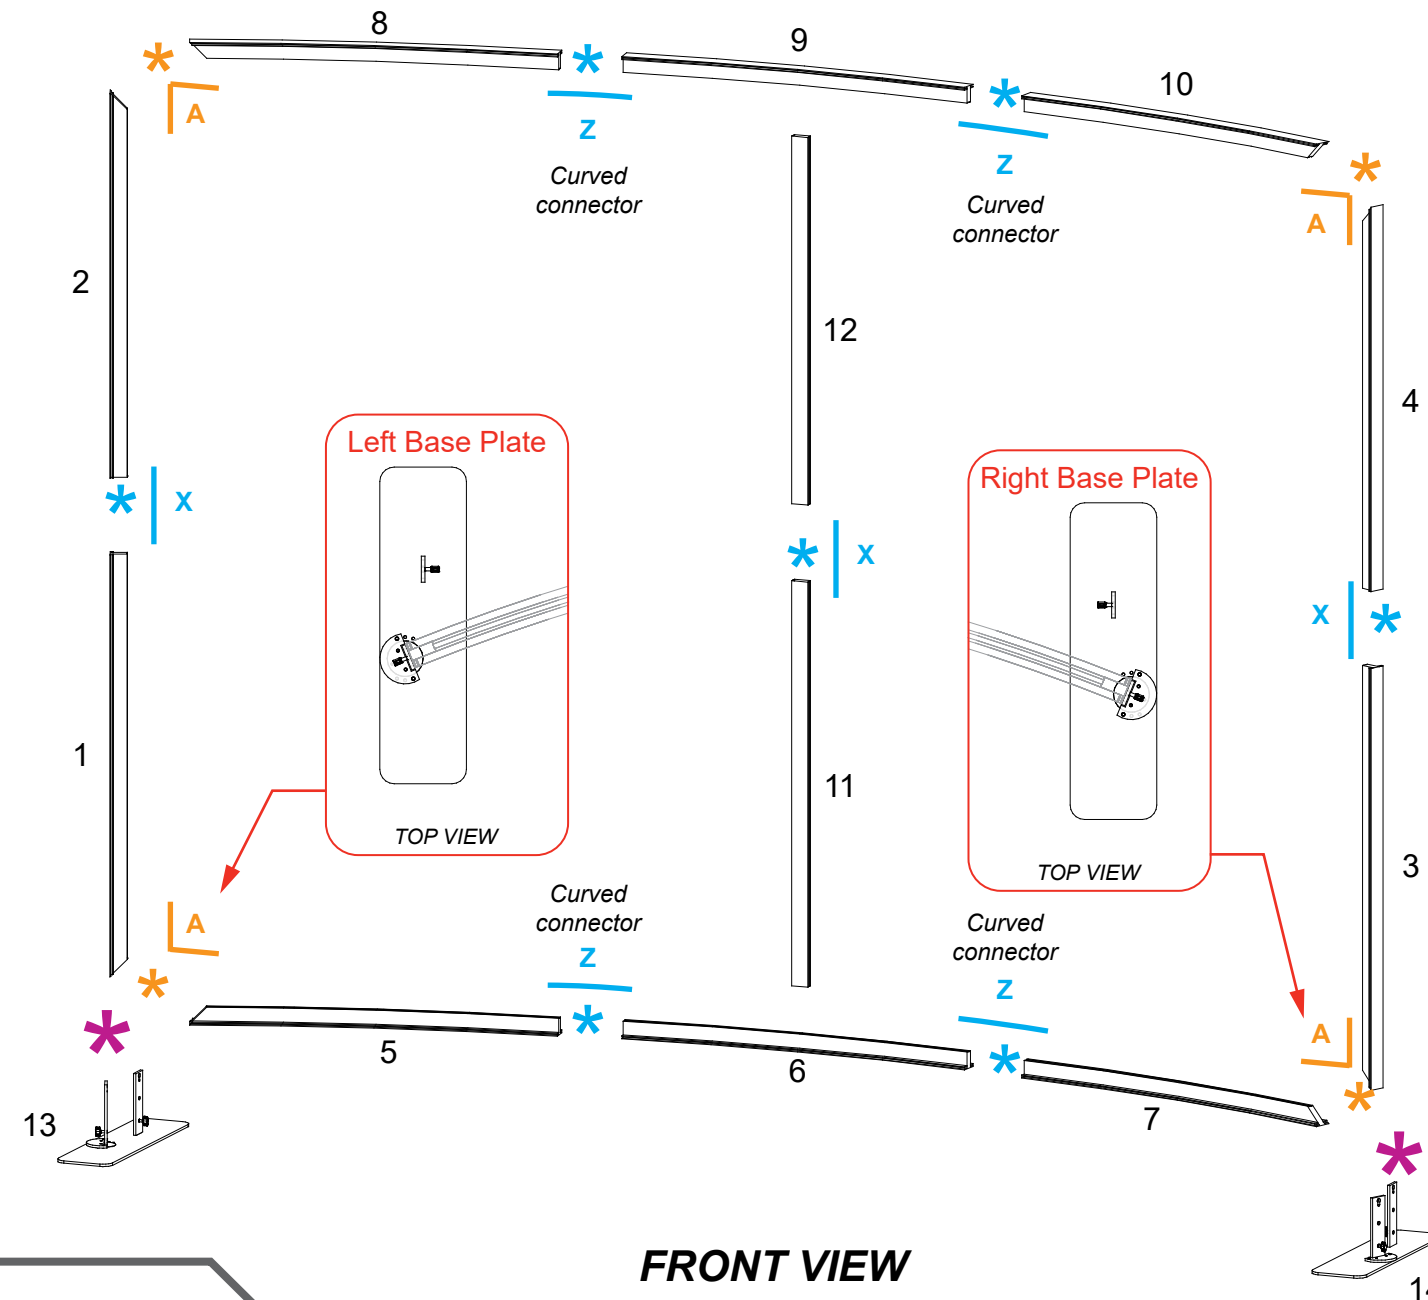 8
9
10
A
Z
Curved
connector
Z
Curved
connector
A
2
12
4
Left Base Plate
TOP VIEW
Right Base Plate
TOP VIEW
X
X
X
1
11
3
A
Curved
connector
Z
Curved
connector
Z
A
5
6
7
13
FRONT VIEW